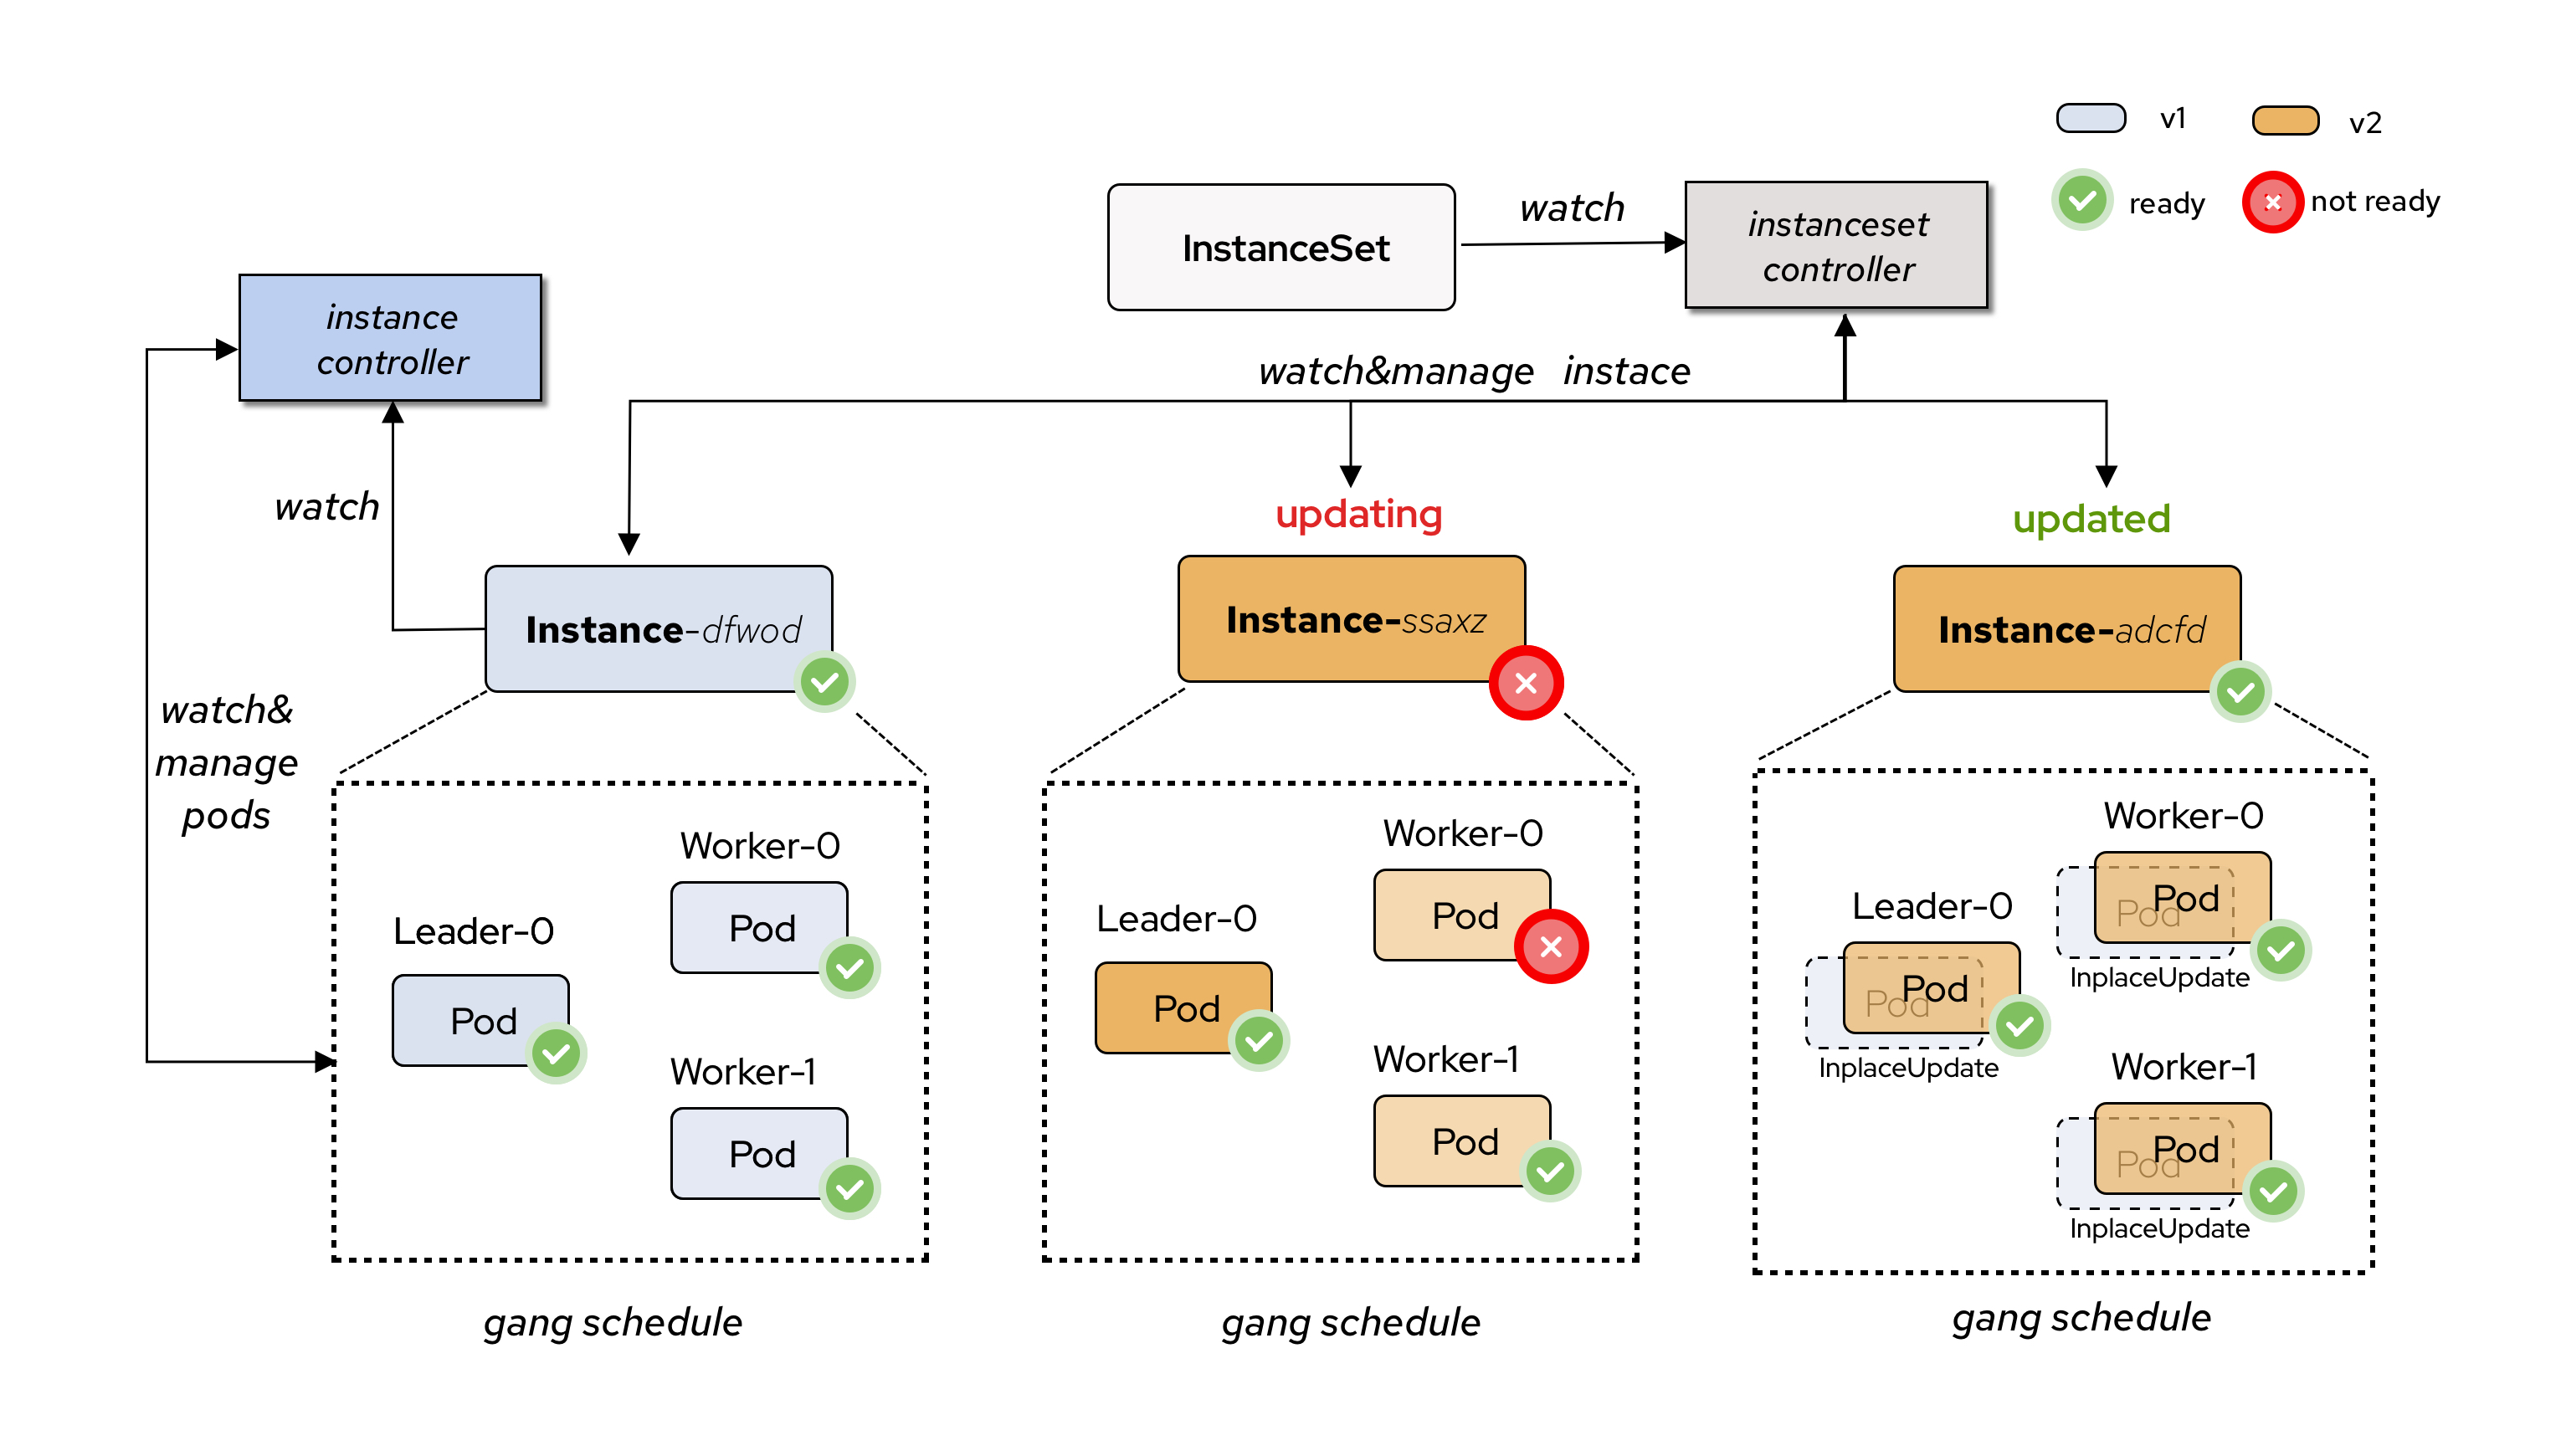 v1
v2
ready
not ready
InstanceSet
watch
instanceset
controller
instance
controller
watch&manage instace
watch
updating
updated
Instance-dfwod
Instance-ssaxz
Instance-adcfd
watch&
manage
pods
Leader-0
Pod
Worker-0
Pod
Worker-1
Pod
gang schedule
Leader-0
Pod
Worker-0
Pod
Worker-1
Pod
gang schedule
Leader-0
Pod
Pod
InplaceUpdate
Worker-0
Pod
Pod
InplaceUpdate
Worker-1
Pod
Pod
InplaceUpdate
gang schedule